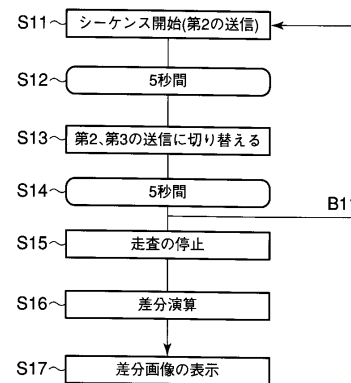 S11 シーケンス開始(第2の送信)
S12 5秒間
S13 第2、第3の送信に切り替える
S14 5秒間
B11
S15 走査の停止
S16 差分演算
S17 差分画像の表示